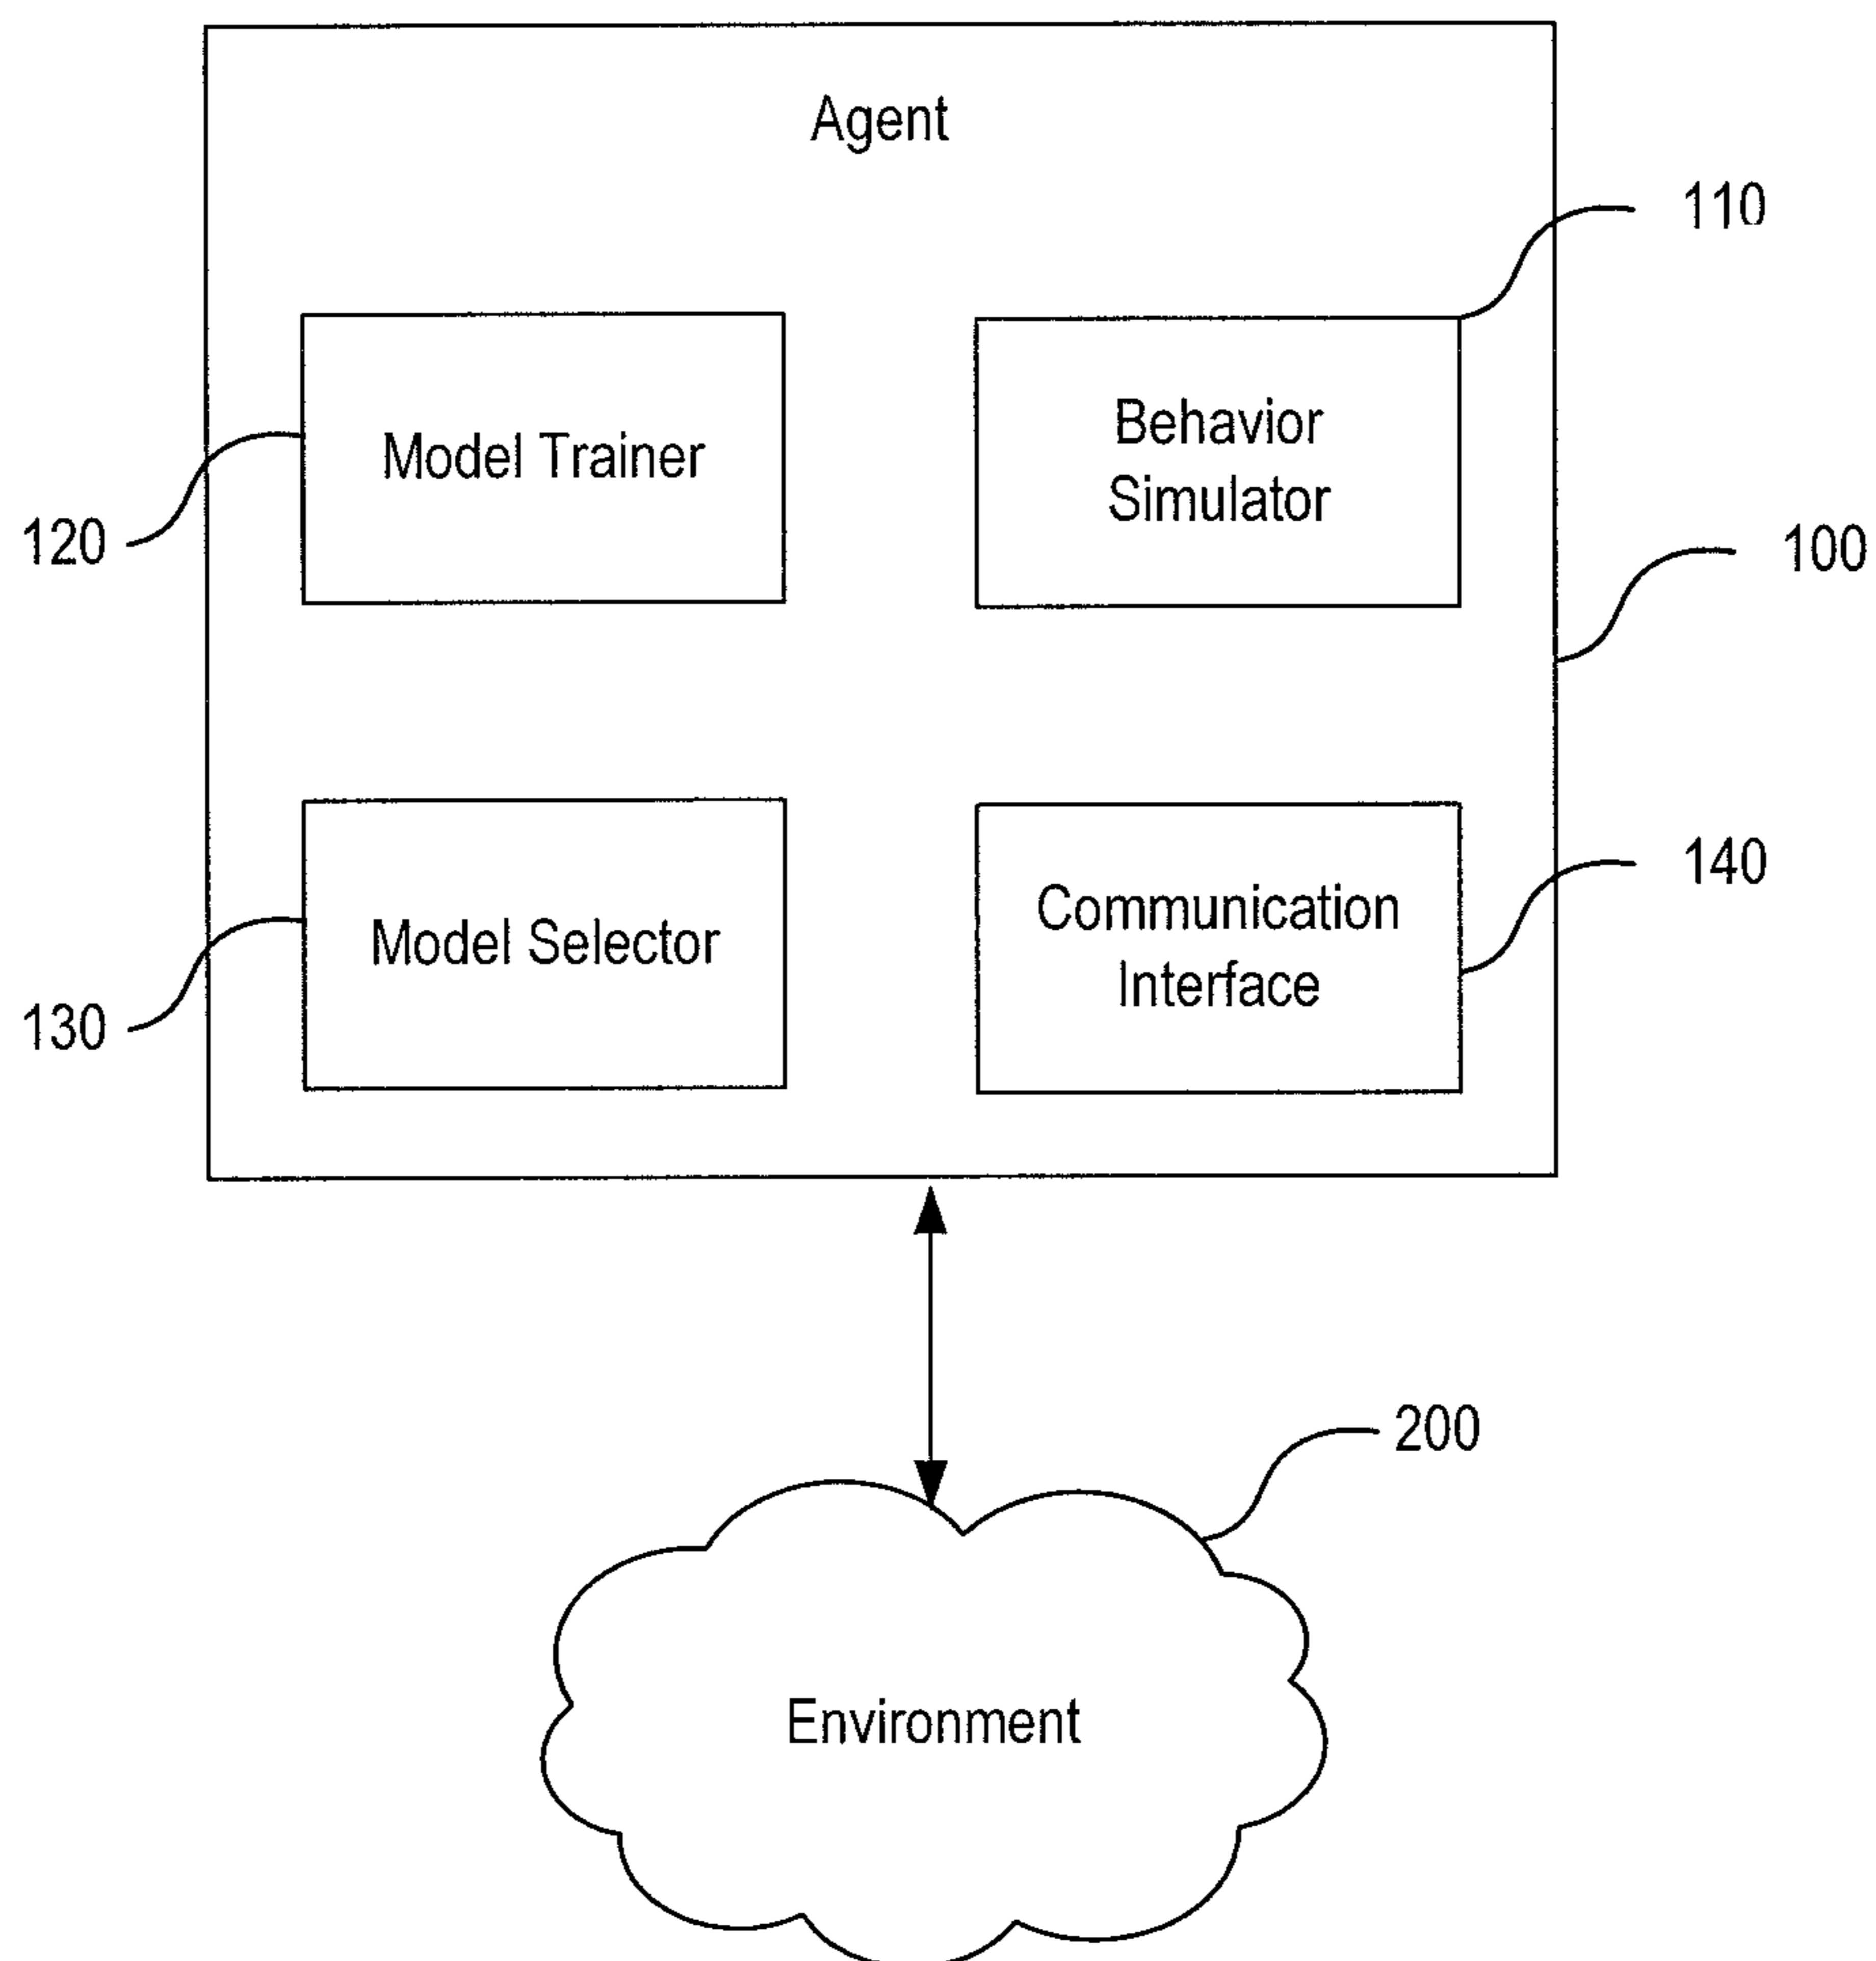 Agent
110
Model Trainer
Behavior
Simulator
120
100
Model Selector
Communication
Interface
140
130
200
Environment